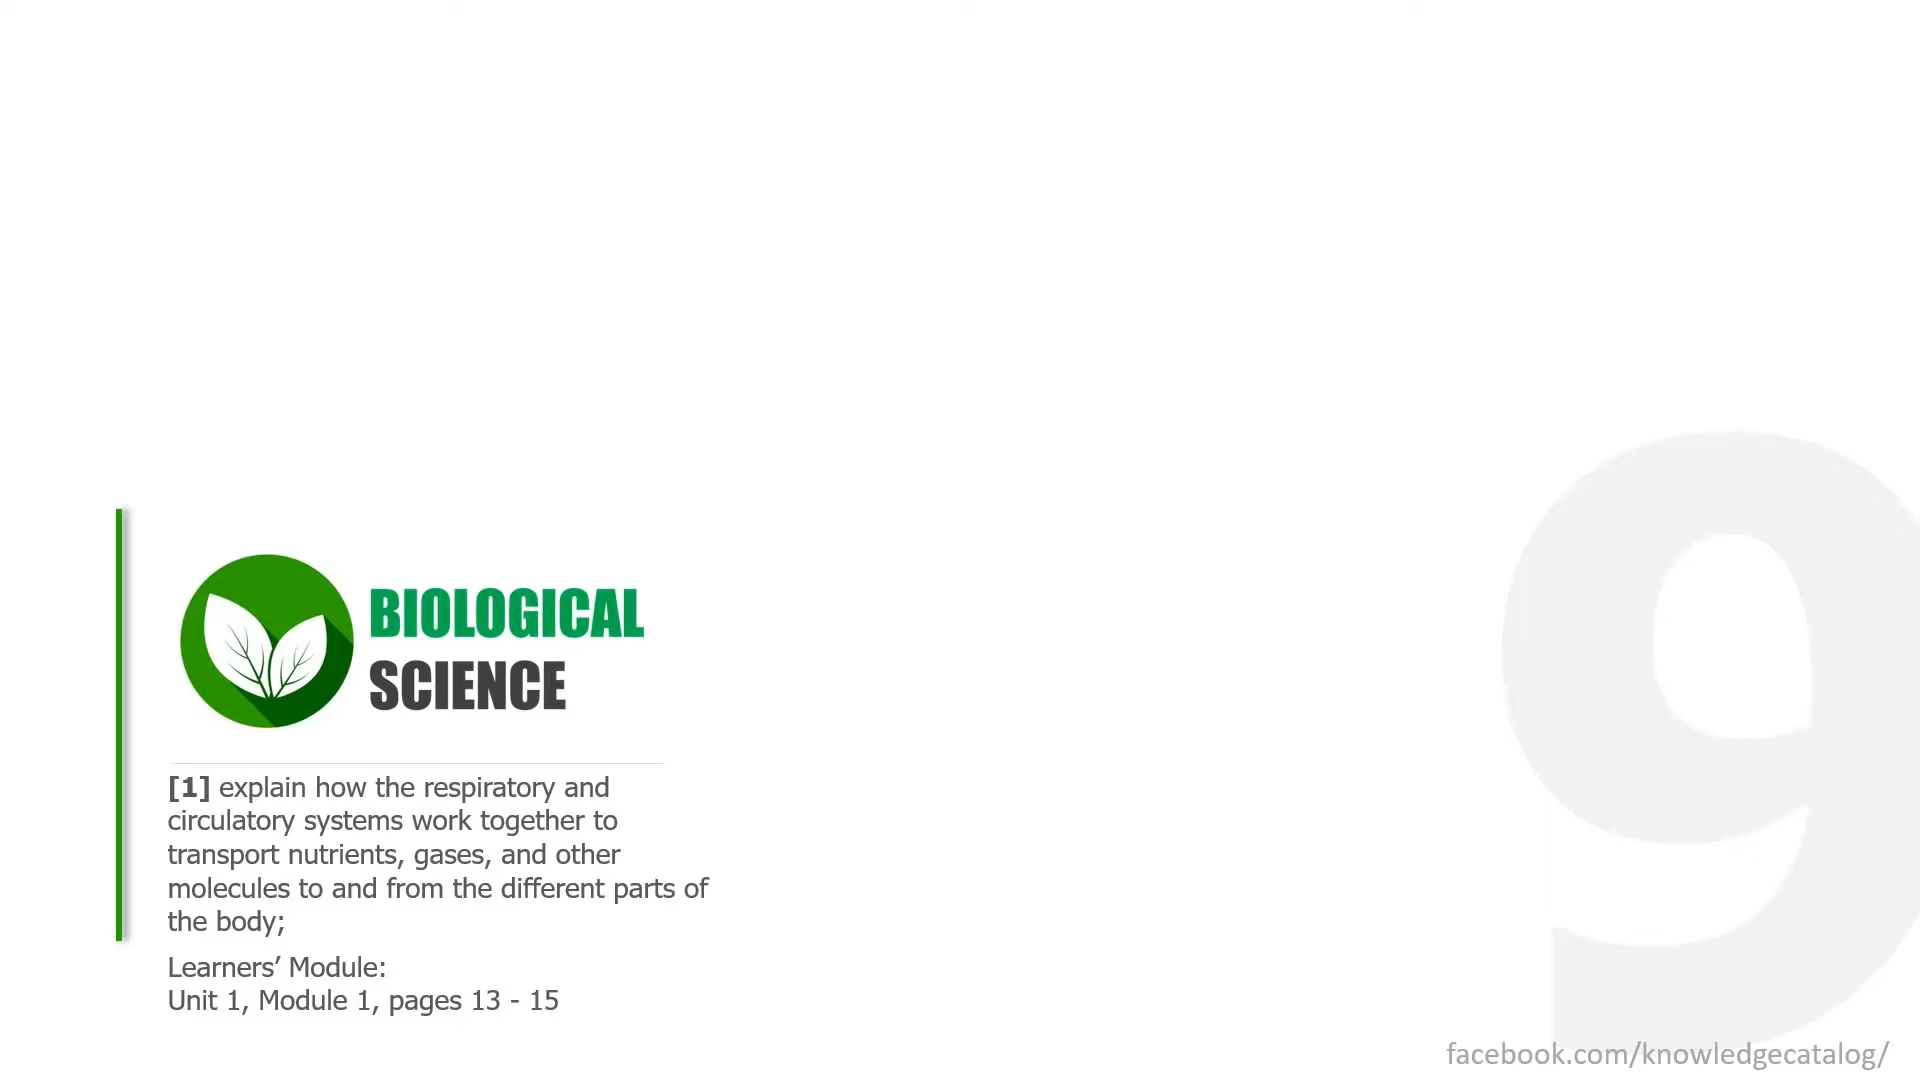 BIOLOGICAL
SCIENCE
[1] explain how the respiratory and
circulatory systems work together to
transport nutrients, gases, and other
molecules to and from the different parts of
the body;
Learners’ Module:
Unit 1, Module 1, pages 13 - 15
9
facebook.com/knowledgecatalog/